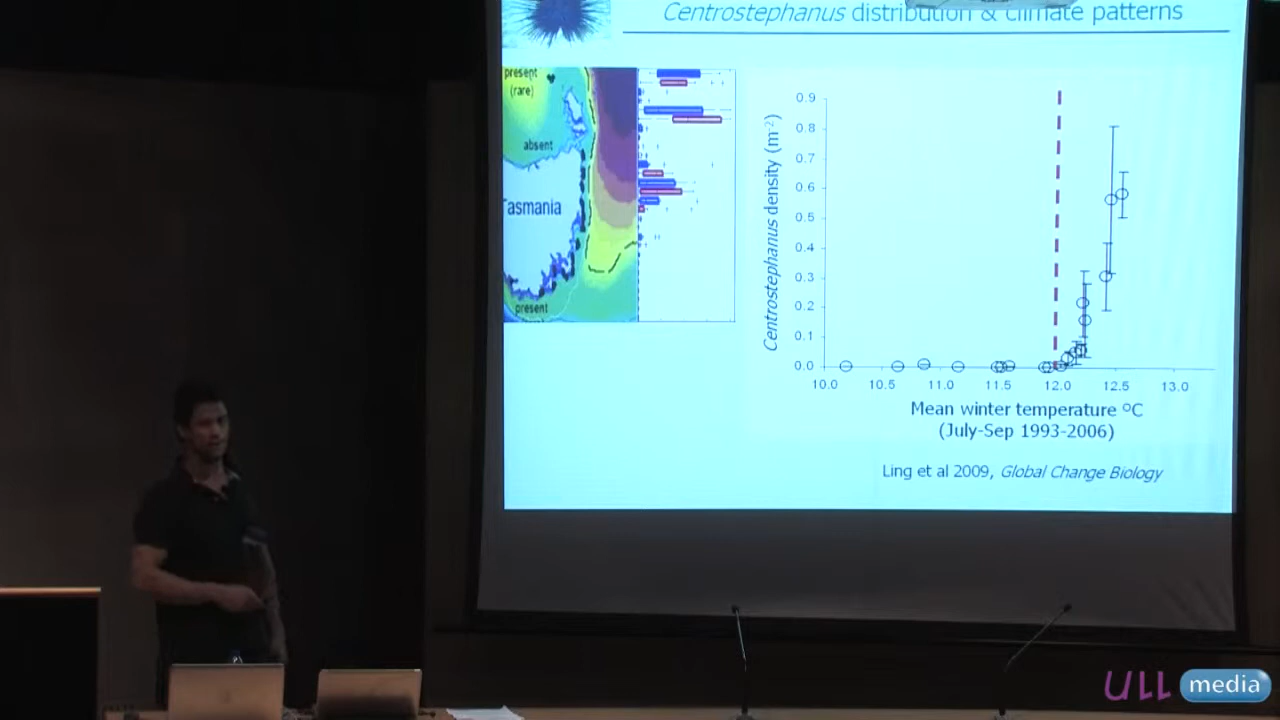 Centrostephanus distribution & climate patterns
present
(rare)
absent
Tasmania
present
Centrostephanus density (m-2)
0.9
0.8
0.7
0.6
0.5
0.4
0.3
0.2
0.1
0.0
10.0 10.5 11.0 11.5 12.0 12.5 13.0
Mean winter temperature ºC
(July-Sep 1993-2006)
Ling et al 2009, Global Change Biology
ULL media